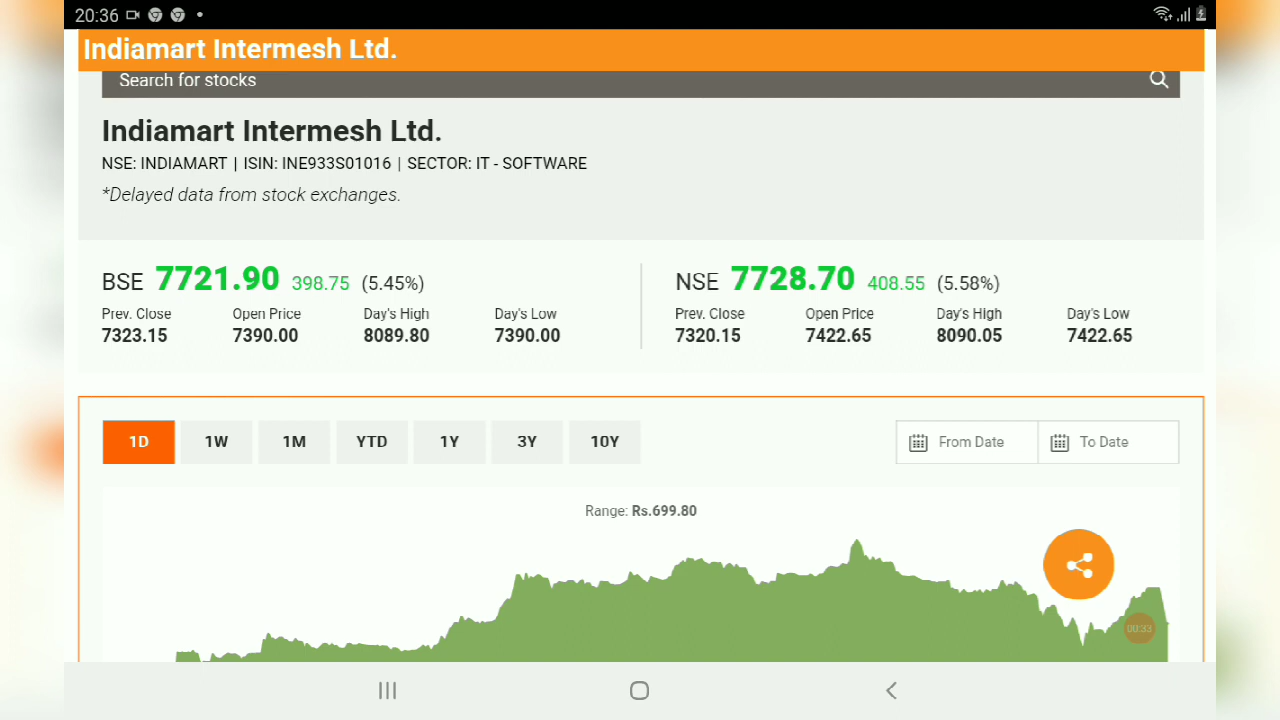 20:36
Indiamart Intermesh Ltd.
Search for stocks
Indiamart Intermesh Ltd.
NSE: INDIAMART | ISIN: INE933S01016 | SECTOR: IT - SOFTWARE
*Delayed data from stock exchanges.
BSE 7721.90 398.75 (5.45%)
Prev. Close Open Price Day's High Day's Low
7323.15 7390.00 8089.80 7390.00
NSE 7728.70 408.55 (5.58%)
Prev. Close Open Price Day's High Day's Low
7320.15 7422.65 8090.05 7422.65
1D 1W 1M YTD 1Y 3Y 10Y
From Date To Date
Range: Rs.699.80
00:33